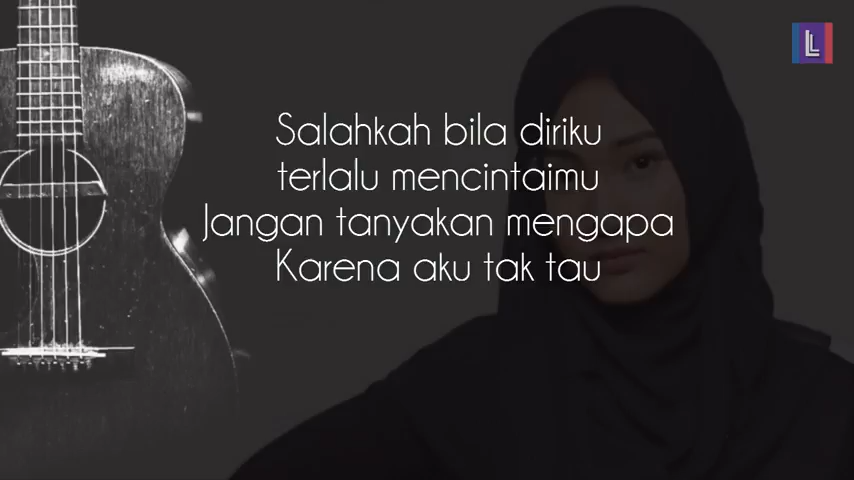 Salahkah bila diriku
terlalu mencintaimu
Jangan tanyakan mengapa
Karena aku tak tau